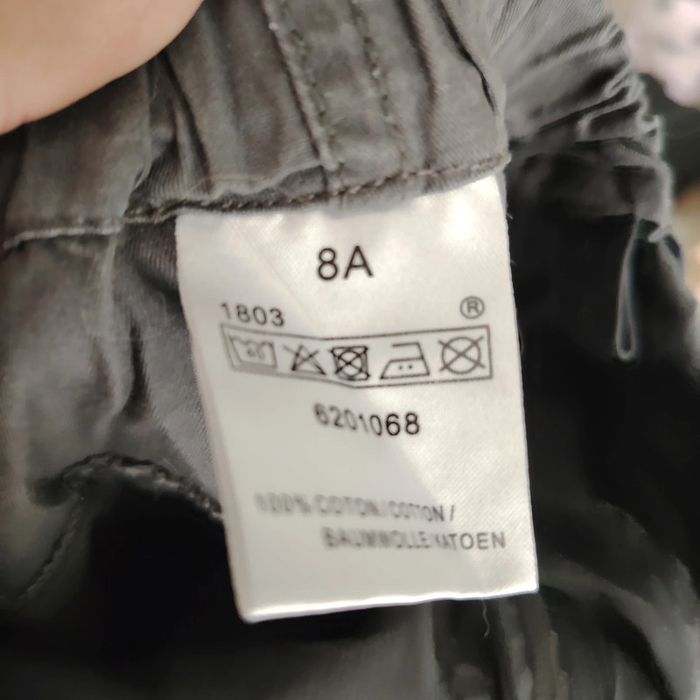 8A
1803 ®
6201068
100% COTON/COTTON/
BAUMWOLLE/KATOEN